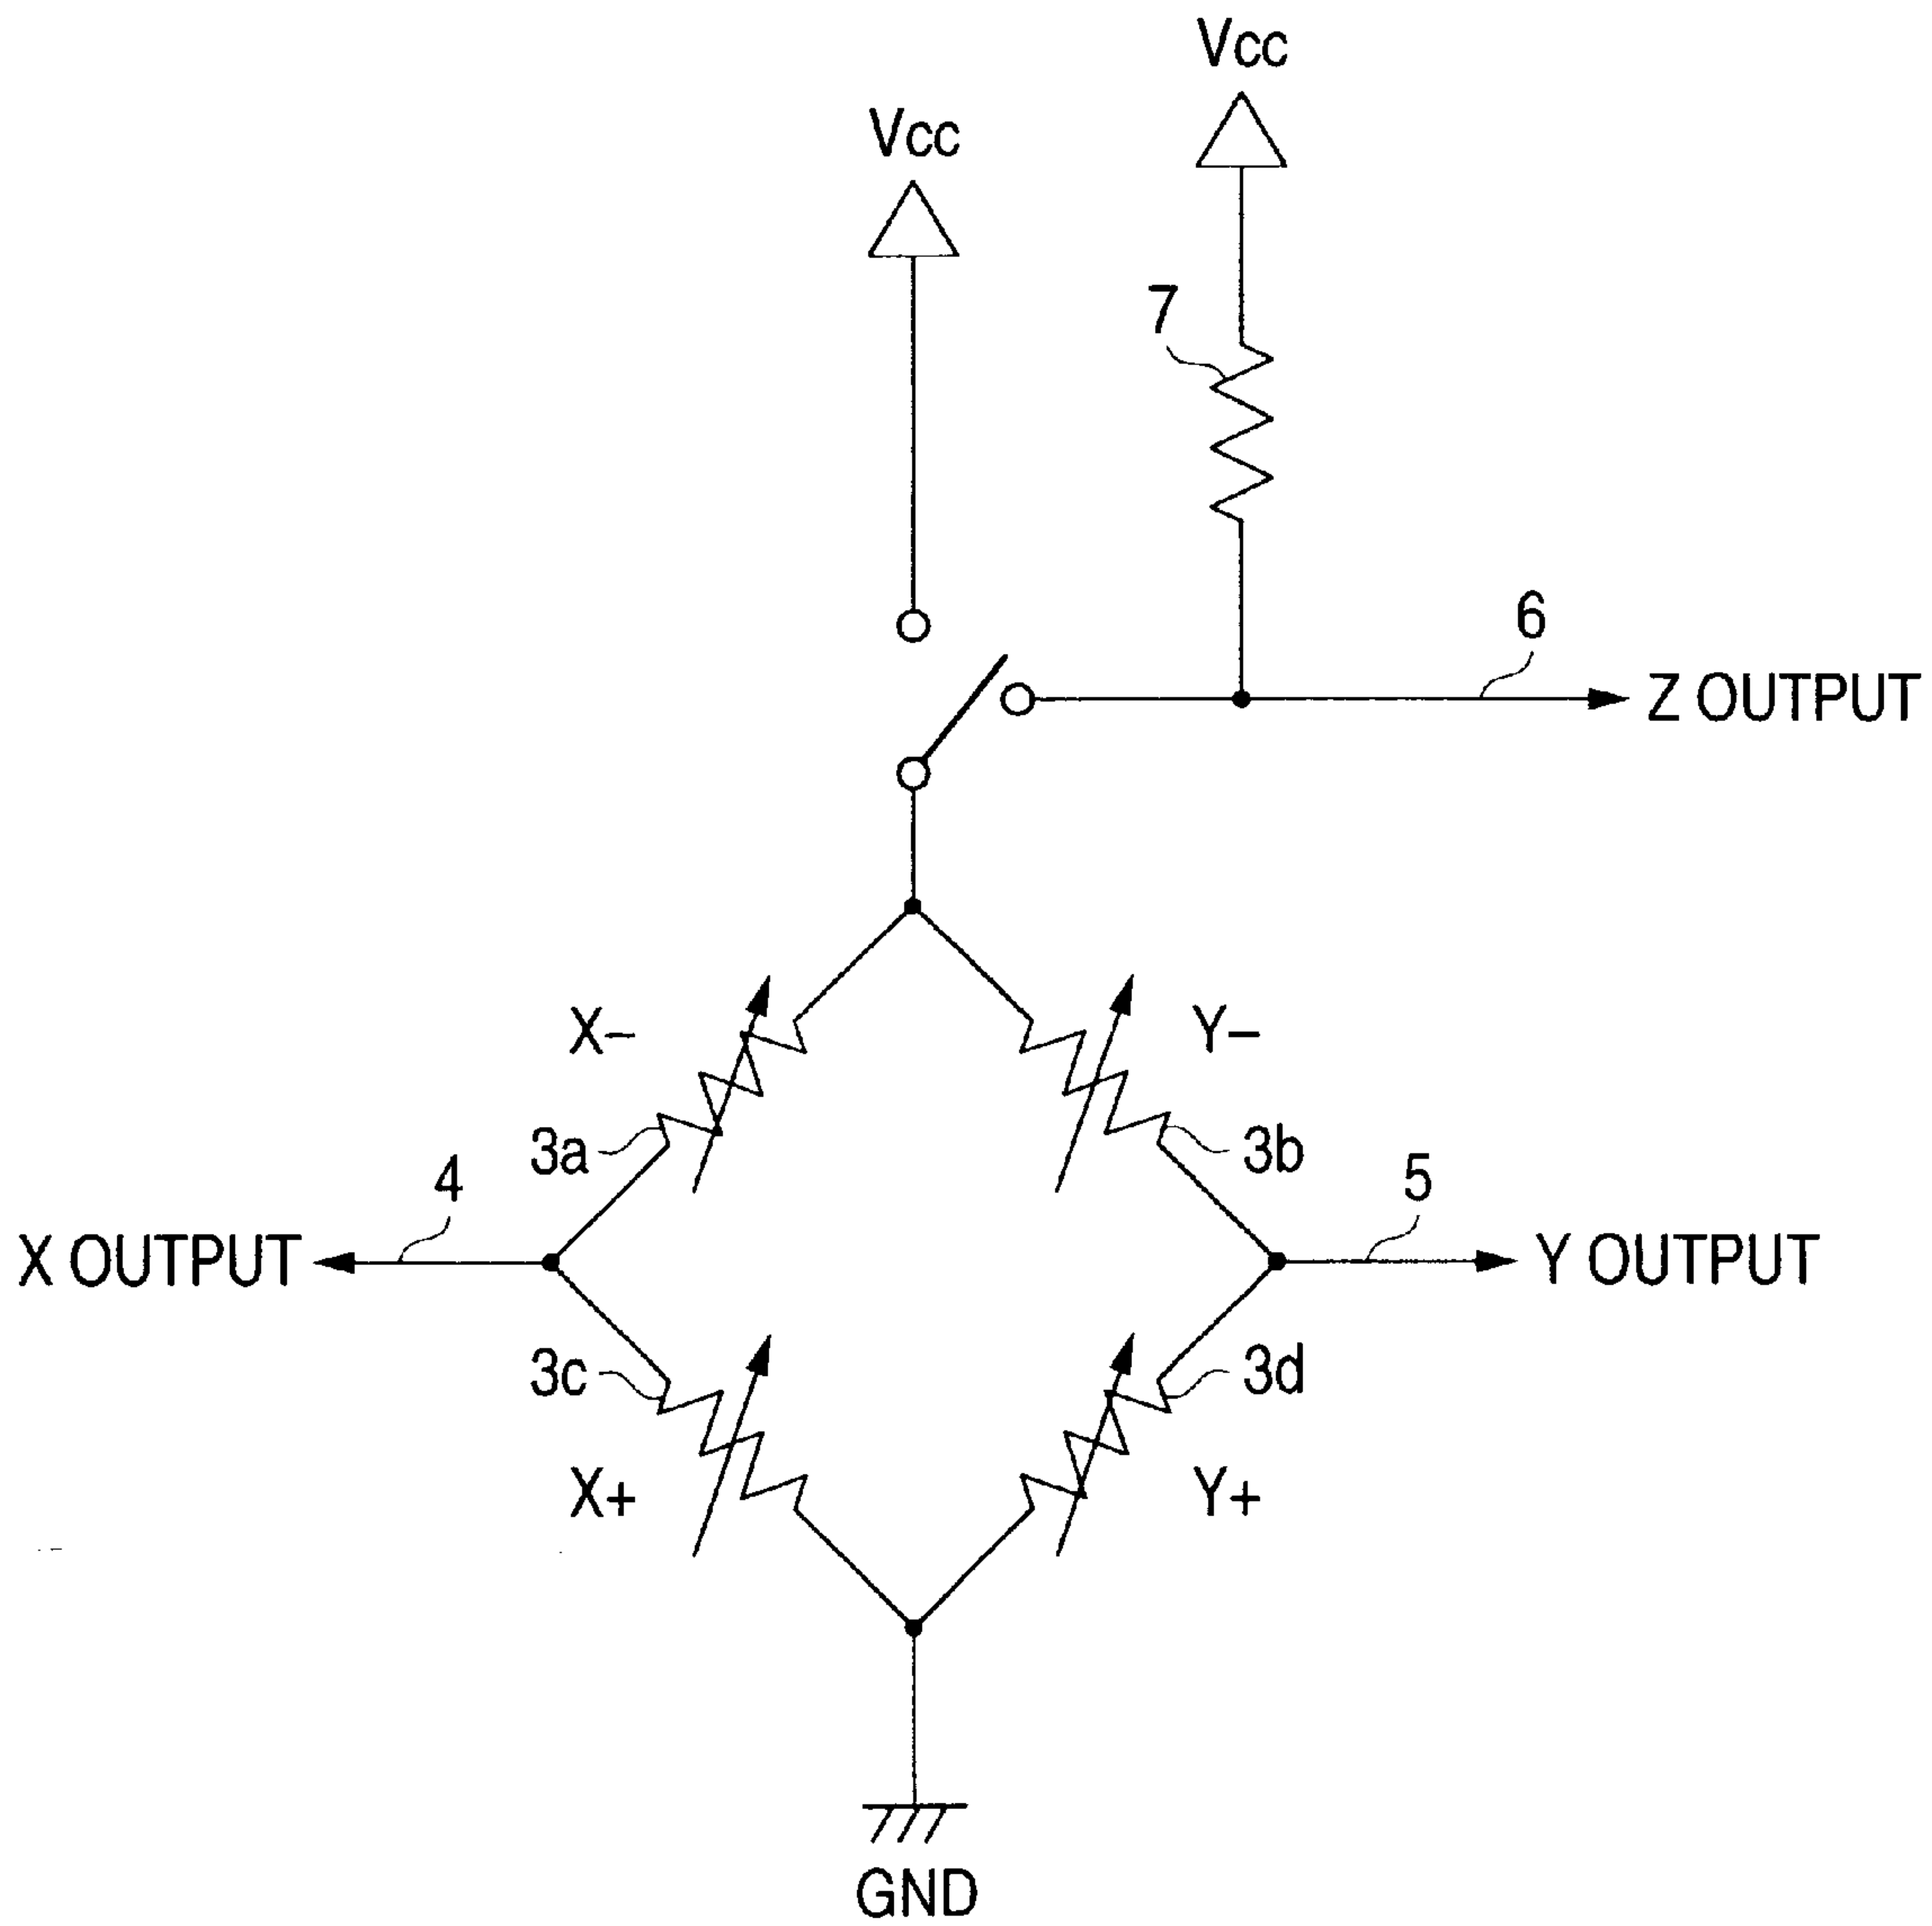 Vcc
Vcc
7
6
Z OUTPUT
X−
Y−
3a
3b
4
5
X OUTPUT
Y OUTPUT
3c
3d
X+
Y+
GND